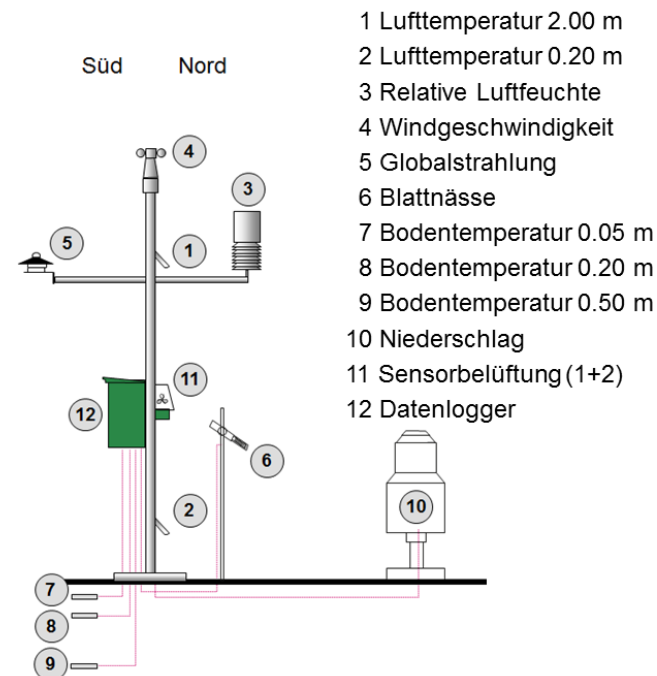 Süd Nord
4
3
5
1
11
12
6
2
10
7
8
9
1 Lufttemperatur 2.00 m
2 Lufttemperatur 0.20 m
3 Relative Luftfeuchte
4 Windgeschwindigkeit
5 Globalstrahlung
6 Blattnässe
7 Bodentemperatur 0.05 m
8 Bodentemperatur 0.20 m
9 Bodentemperatur 0.50 m
10 Niederschlag
11 Sensorbelüftung (1+2)
12 Datenlogger